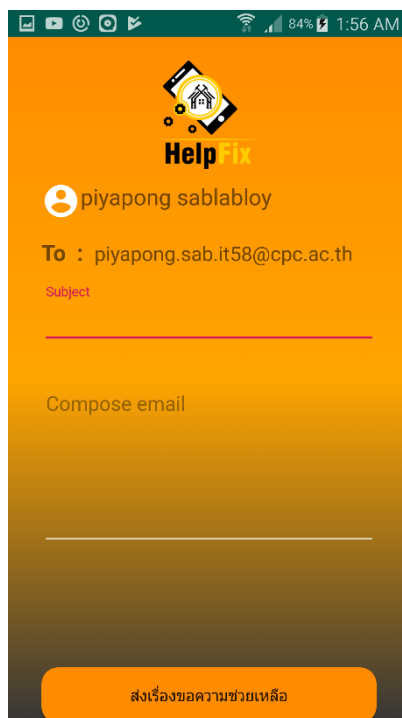 84% 1:56 AM
HelpFix
piyapong sablabloy
To : piyapong.sab.it58@cpc.ac.th
Subject
Compose email
ส่งเรื่องขอความช่วยเหลือ